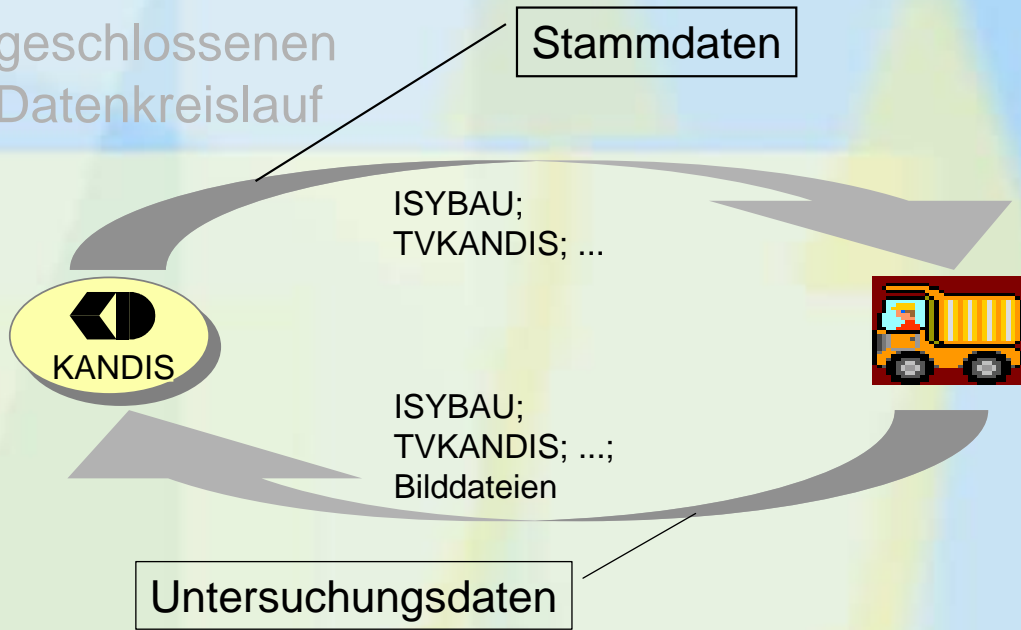 geschlossenen
Datenkreislauf
Stammdaten
ISYBAU;
TVKANDIS; ...
KANDIS
ISYBAU;
TVKANDIS; ...;
Bilddateien
Untersuchungsdaten